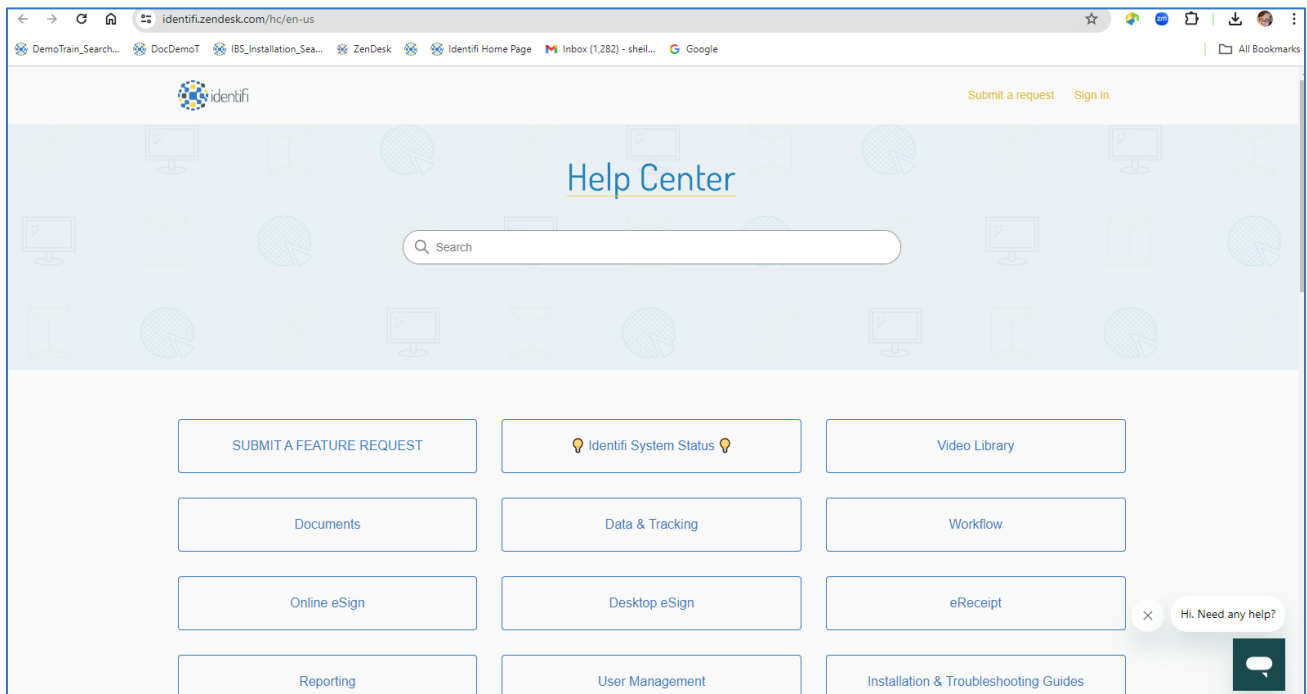 identifi.zendesk.com/hc/en-us
zm
DemoTrain_Search... DocDemoT IBS_Installation_Sea... ZenDesk Identifi Home Page Inbox (1,282) - sheil... Google All Bookmarks
identifi
Submit a request Sign in
Help Center
Search
SUBMIT A FEATURE REQUEST
Identifi System Status
Video Library
Documents
Data & Tracking
Workflow
Online eSign
Desktop eSign
eReceipt
Hi. Need any help?
Reporting
User Management
Installation & Troubleshooting Guides